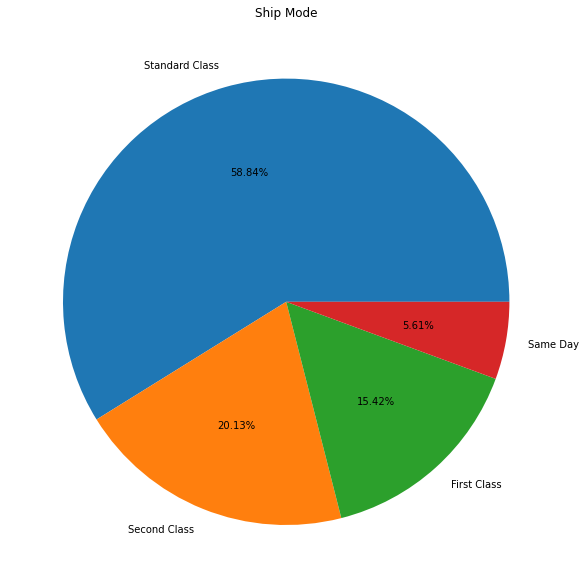 Ship Mode
Standard Class
58.84%
5.61%
Same Day
15.42%
20.13%
First Class
Second Class